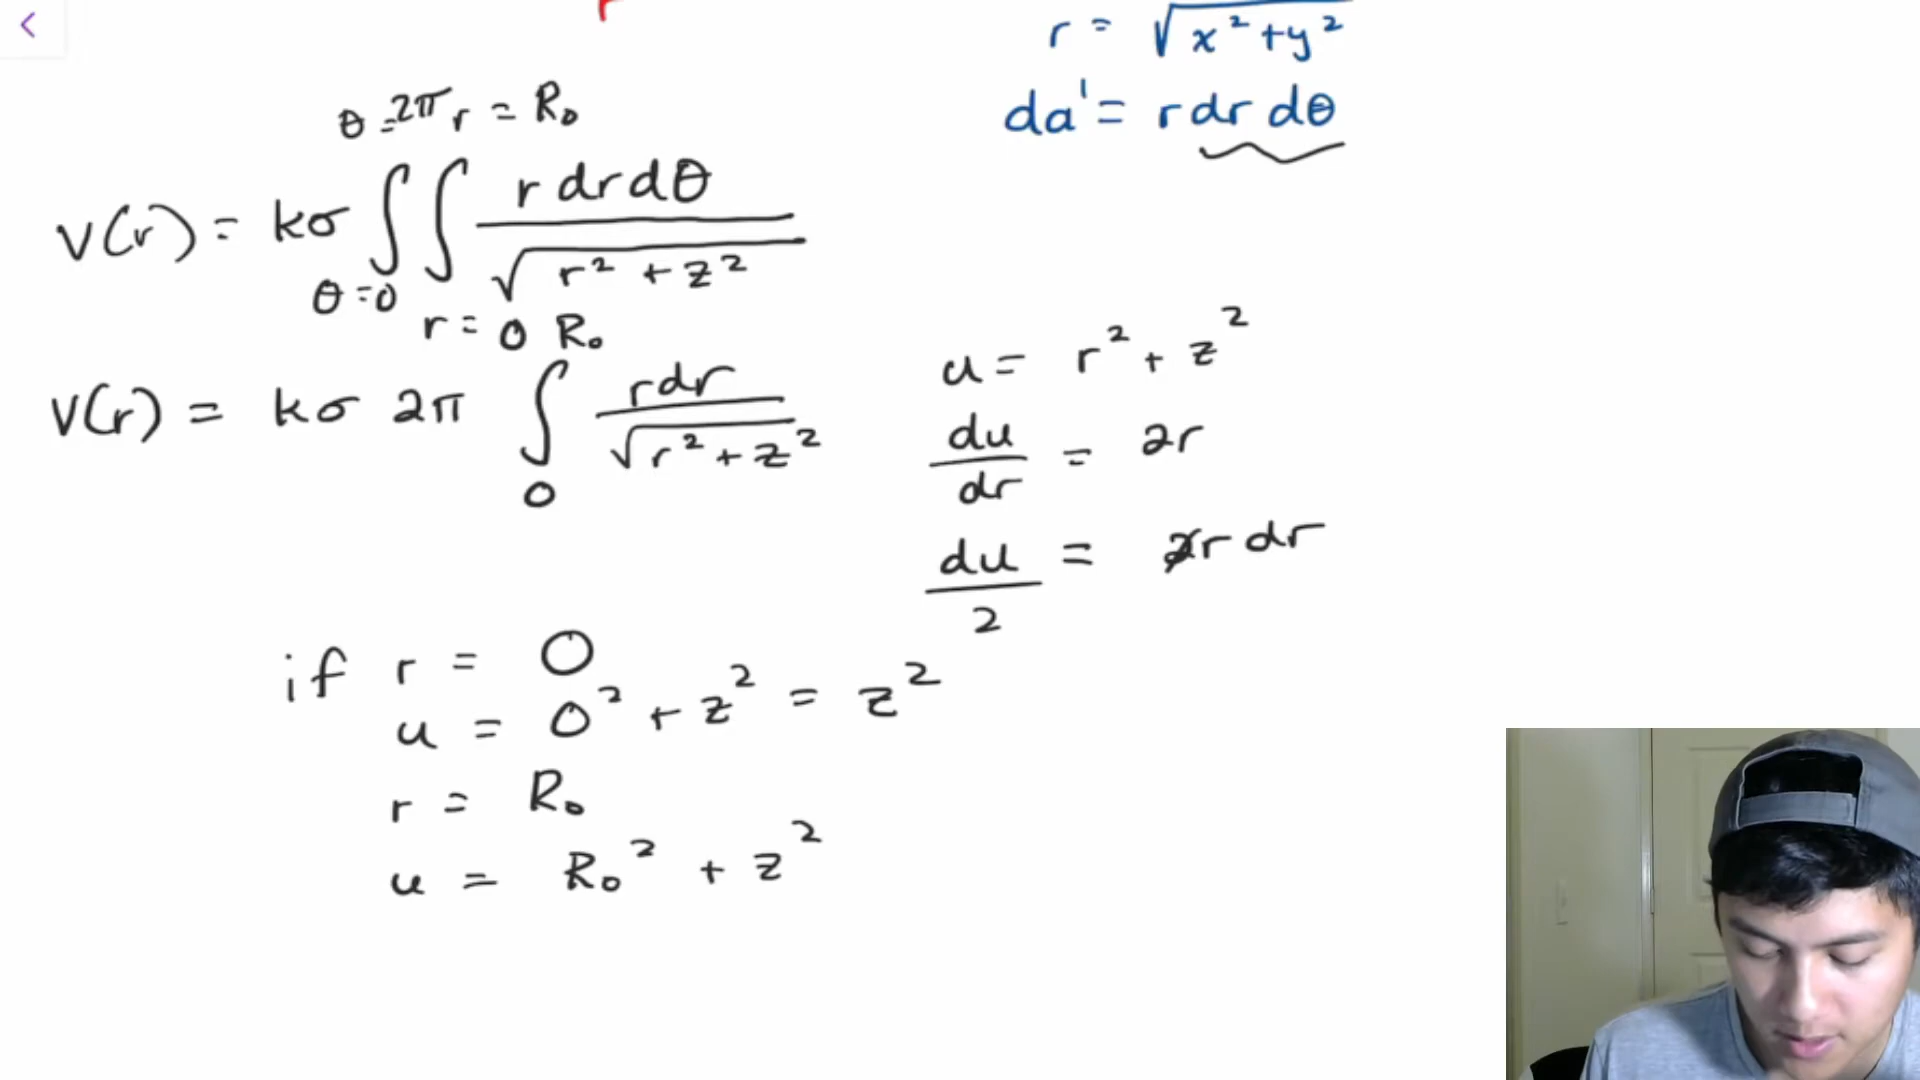 r = √x² + y²
da' = r dr dθ
θ = 2π r = R₀
V(r) = kσ ∫∫ r dr dθ / √r² + z²
θ = 0
r = 0
R₀
V(r) = kσ 2π ∫ rdr / √r² + z²
0
u = r² + z²
du/dr = 2r
du/2 = 2r dr
if r = 0
u = 0² + z² = z²
r = R₀
u = R₀² + z²